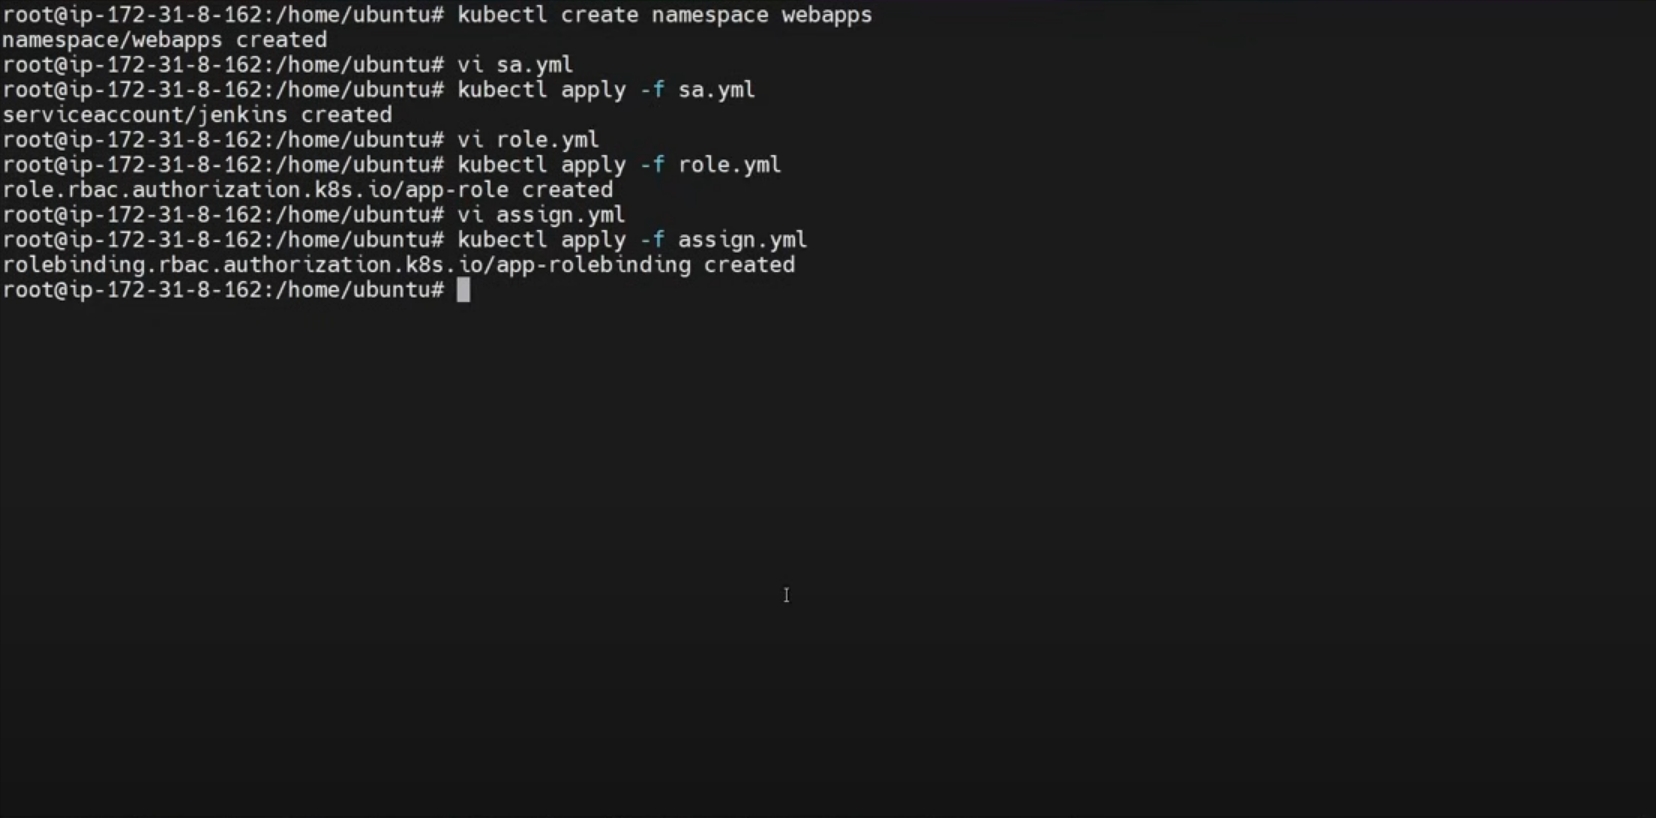 root@ip-172-31-8-162:/home/ubuntu# kubectl create namespace webapps
namespace/webapps created
root@ip-172-31-8-162:/home/ubuntu# vi sa.yml
root@ip-172-31-8-162:/home/ubuntu# kubectl apply -f sa.yml
serviceaccount/jenkins created
root@ip-172-31-8-162:/home/ubuntu# vi role.yml
root@ip-172-31-8-162:/home/ubuntu# kubectl apply -f role.yml
role.rbac.authorization.k8s.io/app-role created
root@ip-172-31-8-162:/home/ubuntu# vi assign.yml
root@ip-172-31-8-162:/home/ubuntu# kubectl apply -f assign.yml
rolebinding.rbac.authorization.k8s.io/app-rolebinding created
root@ip-172-31-8-162:/home/ubuntu#